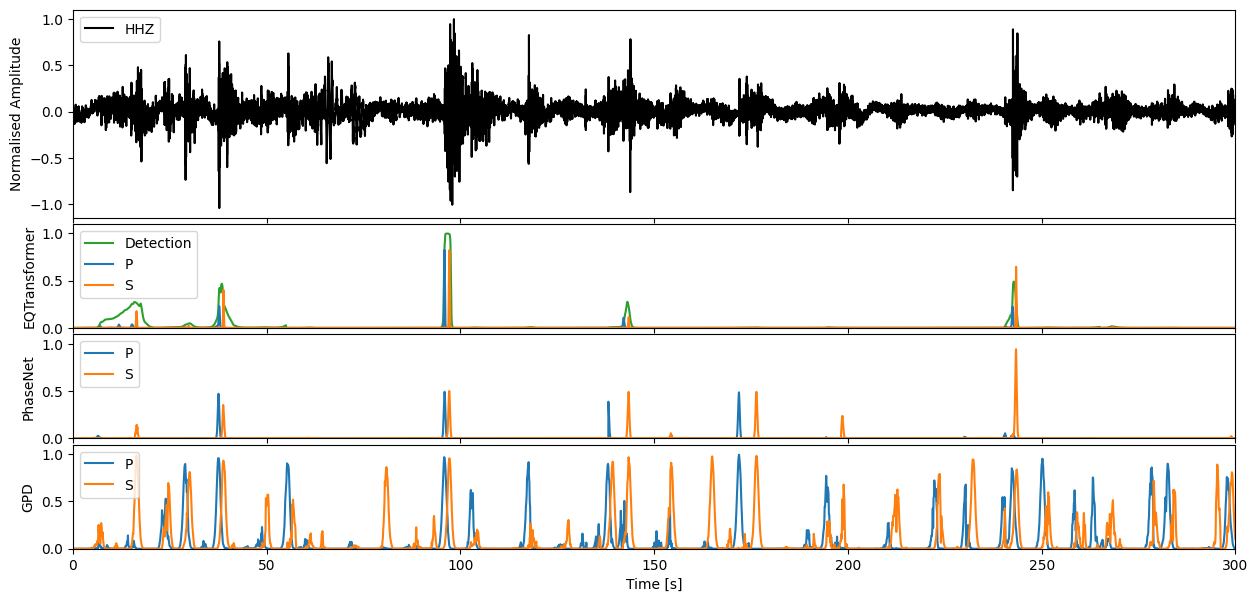 HHZ
Normalised Amplitude
1.0
0.5
0.0
−0.5
−1.0
Detection
P
S
EQTransformer
1.0
0.5
0.0
P
S
PhaseNet
1.0
0.5
0.0
P
S
GPD
1.0
0.5
0.0
0 50 100 150 200 250 300
Time [s]